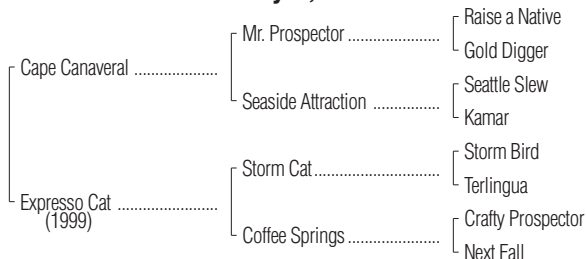 Raise a Native
Mr. Prospector ....................
Gold Digger
Cape Canaveral .....................
Seattle Slew
Seaside Attraction .................
Kamar
Storm Bird
Storm Cat.............................
Terlingua
Expresso Cat .........................
(1999)
Crafty Prospector
Coffee Springs.......................
Next Fall